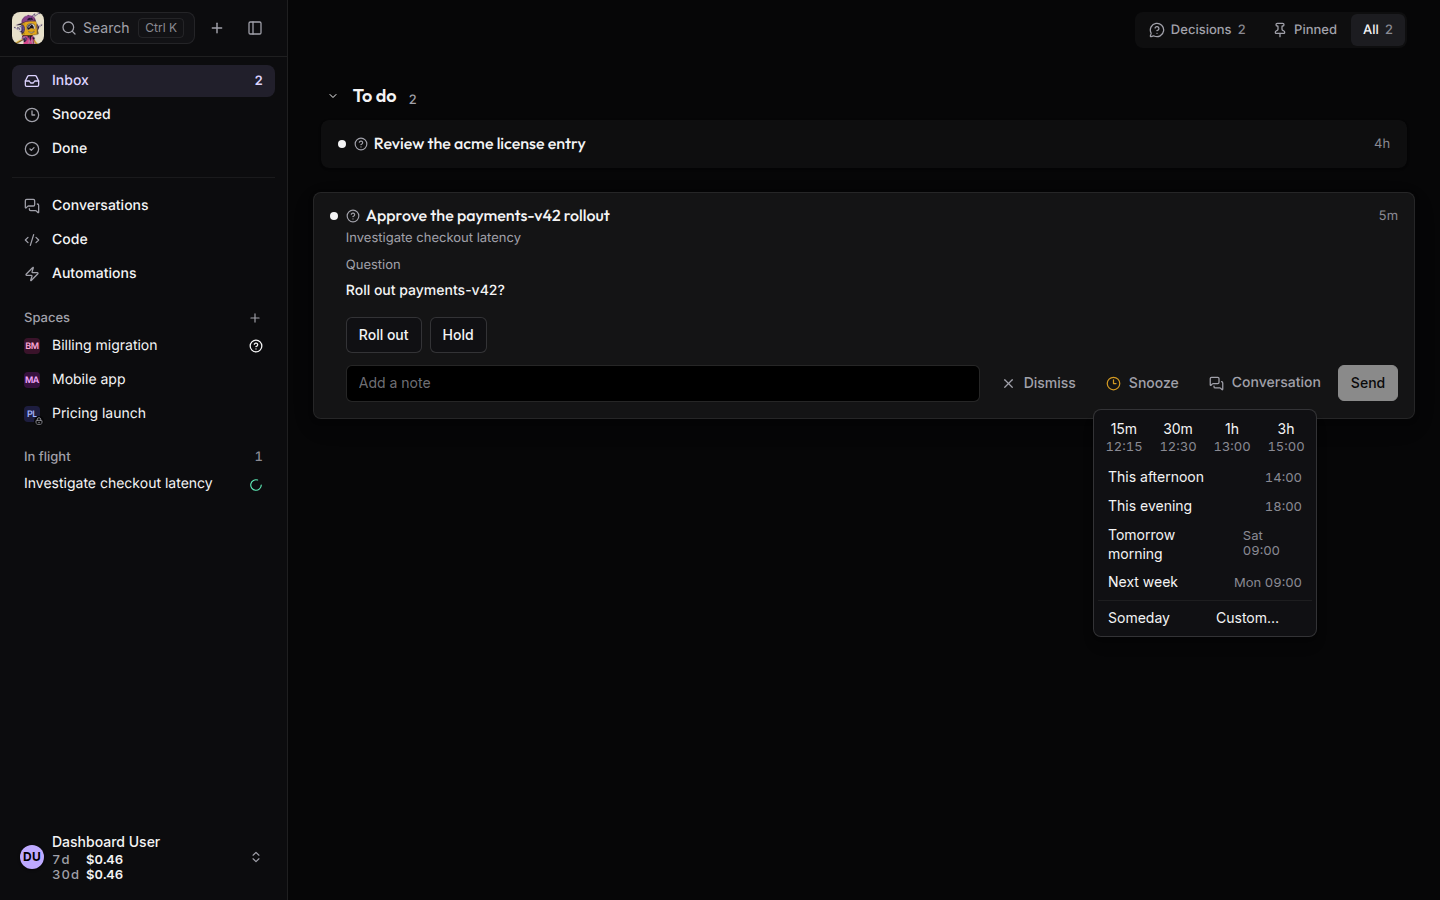 Search Ctrl K
Inbox 2
Snoozed
Done
Conversations
Code
Automations
Spaces
BM Billing migration
MA Mobile app
PL Pricing launch
In flight 1
Investigate checkout latency
DU Dashboard User
7d $0.46
30d $0.46
Decisions 2 Pinned All 2
To do 2
Review the acme license entry 4h
Approve the payments-v42 rollout 5m
Investigate checkout latency
Question
Roll out payments-v42?
Roll out Hold
Add a note Dismiss Snooze Conversation Send
15m 30m 1h 3h
12:15 12:30 13:00 15:00
This afternoon 14:00
This evening 18:00
Tomorrow Sat
morning 09:00
Next week Mon 09:00
Someday Custom...